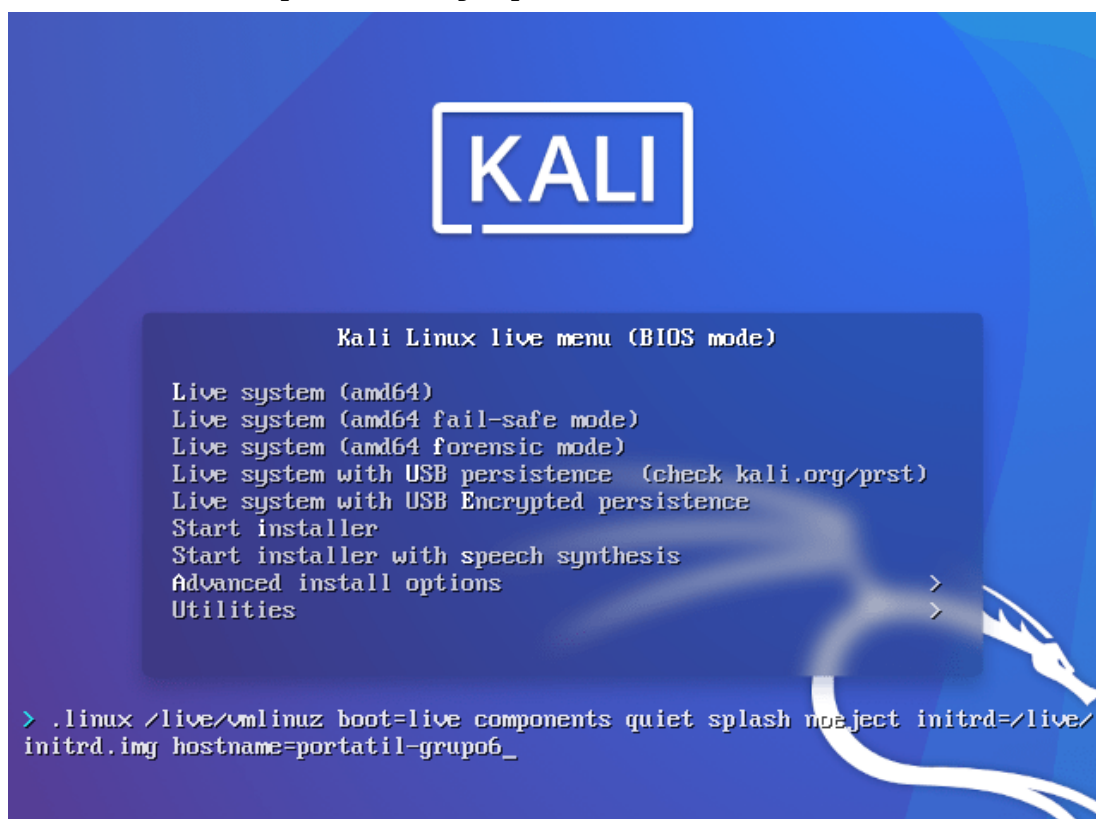 KALI
Kali Linux live menu (BIOS mode)
Live system (amd64)
Live system (amd64 fail-safe mode)
Live system (amd64 forensic mode)
Live system with USB persistence  (check kali.org/prst)
Live system with USB Encrypted persistence
Start installer
Start installer with speech synthesis
Advanced install options >
Utilities >
> .linux /live/vmlinuz boot=live components quiet splash noeject initrd=/live/
initrd.img hostname=portatil-grupo6_